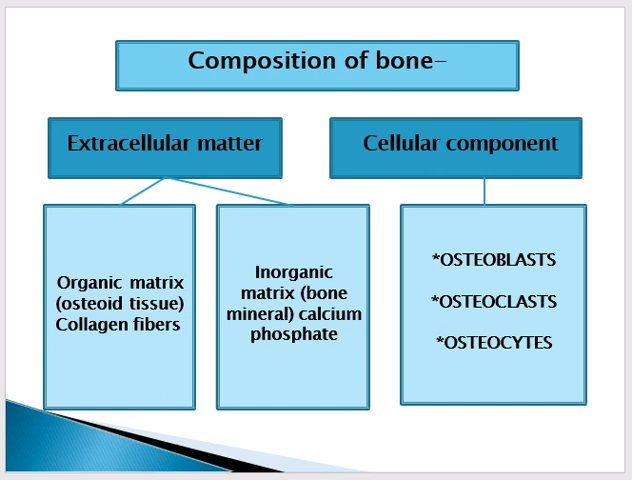 Composition of bone-
Extracellular matter
Cellular component
Organic matrix
(osteoid tissue)
Collagen fibers
Inorganic
matrix (bone
mineral) calcium
phosphate
*OSTEOBLASTS
*OSTEOCLASTS
*OSTEOCYTES